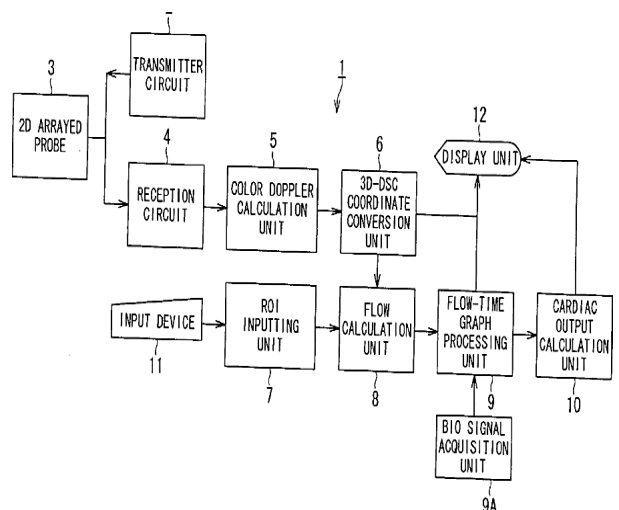 TRANSMITTER
CIRCUIT
3
2D ARRAYED
PROBE
1
4
RECEPTION
CIRCUIT
5
COLOR DOPPLER
CALCULATION
UNIT
6
3D-DSC
COORDINATE
CONVERSION
UNIT
12
DISPLAY UNIT
INPUT DEVICE
11
ROI
INPUTTING
UNIT
7
FLOW
CALCULATION
UNIT
8
FLOW-TIME
GRAPH
PROCESSING
UNIT
9
CARDIAC
OUTPUT
CALCULATION
UNIT
10
BIO SIGNAL
ACQUISITION
UNIT
9A